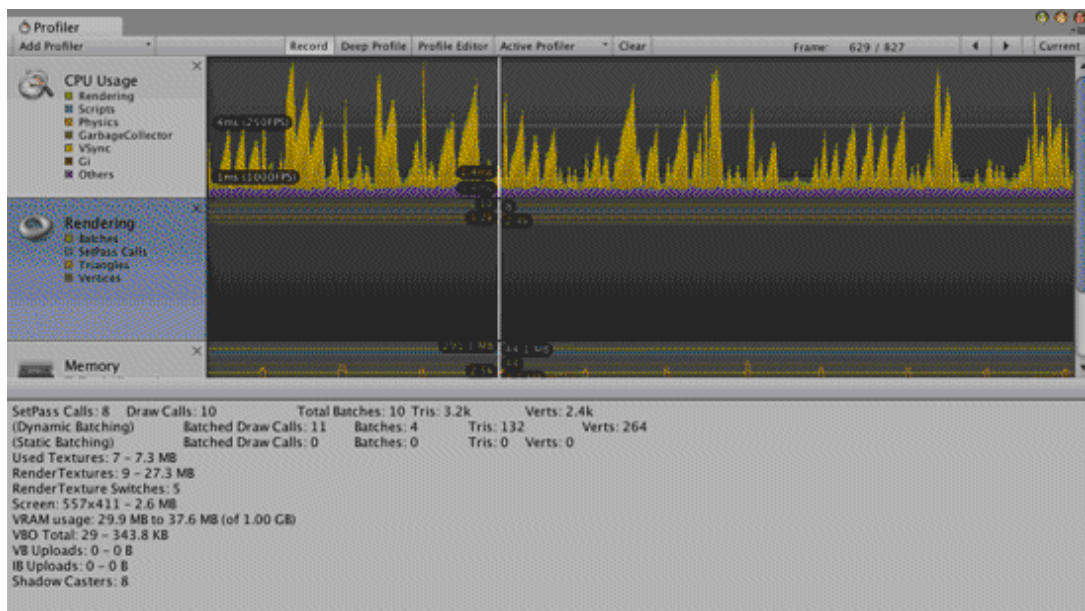 Profiler
Add Profiler Record Deep Profile Profile Editor Active Profiler Clear Frame: 629 / 827 Current
CPU Usage
Rendering
Scripts
Physics
GarbageCollector
VSync
Gi
Others
4ms (250FPS)
1ms (1000FPS)
Rendering
Batches
SetPass Calls
Triangles
Vertices
2.4k
Memory
44.1 MB
SetPass Calls: 8 Draw Calls: 10 Total Batches: 10 Tris: 3.2k Verts: 2.4k
(Dynamic Batching) Batched Draw Calls: 11 Batches: 4 Tris: 132 Verts: 264
(Static Batching) Batched Draw Calls: 0 Batches: 0 Tris: 0 Verts: 0
Used Textures: 7 - 7.3 MB
RenderTextures: 9 - 27.3 MB
RenderTexture Switches: 5
Screen: 557x411 - 2.6 MB
VRAM usage: 29.9 MB to 37.6 MB (of 1.00 GB)
VBO Total: 29 - 343.8 KB
VB Uploads: 0 - 0 B
IB Uploads: 0 - 0 B
Shadow Casters: 8